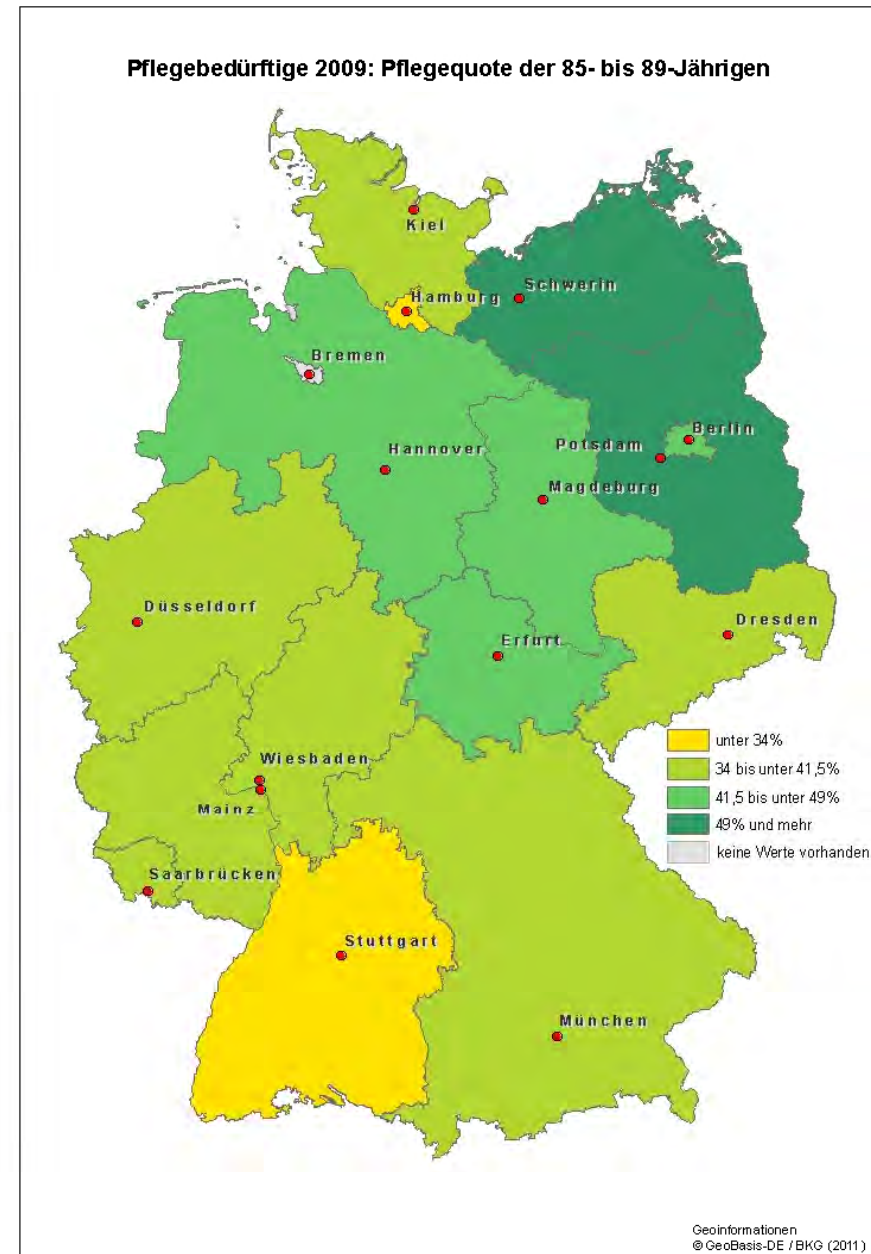 Pflegebedürftige 2009: Pflegequote der 85- bis 89-Jährigen
Kiel
Hamburg
Schwerin
Bremen
Berlin
Potsdam
Hannover
Magdeburg
Düsseldorf
Dresden
Erfurt
Wiesbaden
Mainz
Saarbrücken
Stuttgart
München
unter 34%
34 bis unter 41,5%
41,5 bis unter 49%
49% und mehr
keine Werte vorhanden
Geoinformationen
© GeoBasis-DE / BKG (2011)